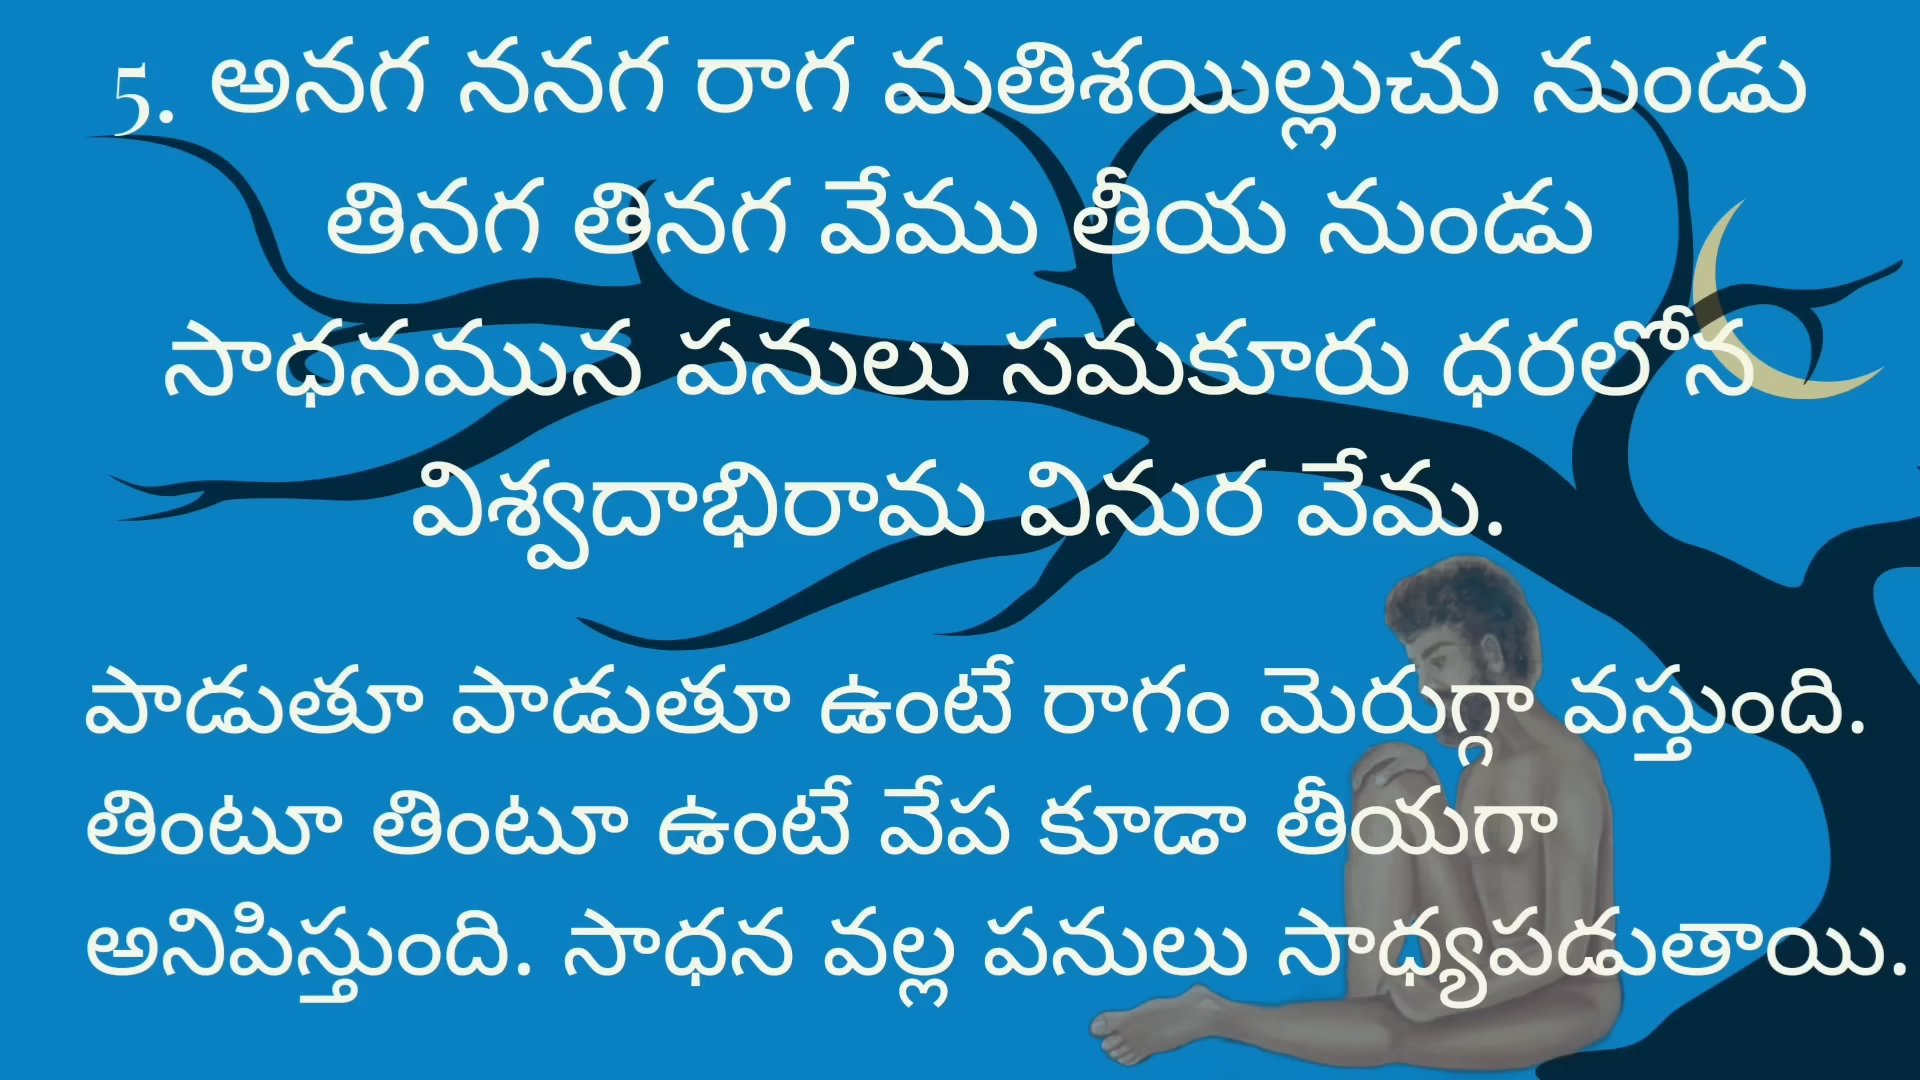 5. అనగ ననగ రాగ మతిశయిల్లుచు నుండు
తినగ తినగ వేము తీయ నుండు
సాధనమున పనులు సమకూరు ధరలోన
విశ్వదాభిరామ వినుర వేమ.
పాడుతూ పాడుతూ ఉంటే రాగం మెరుగ్గా వస్తుంది.
తింటూ తింటూ ఉంటే వేప కూడా తీయగా
అనిపిస్తుంది. సాధన వల్ల పనులు సాధ్యపడుతాయి.